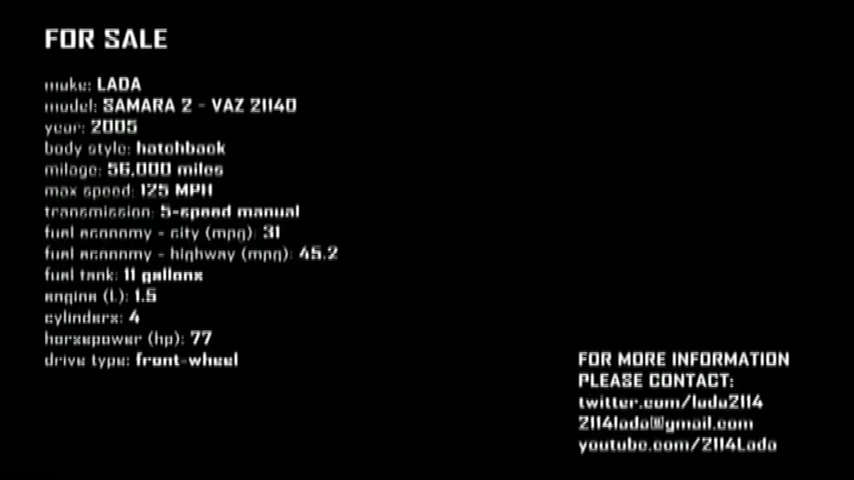 FOR SALE
make: LADA
model: SAMARA 2 - VAZ 21140
year: 2005
body style: hatchback
milage: 56,000 miles
max speed: 125 MPH
transmission: 5-speed manual
fuel economy - city (mpg): 31
fuel economy - highway (mpg): 45.2
fuel tank: 11 gallons
engine (L): 1.5
cylinders: 4
horsepower (hp): 77
drive type: front-wheel
FOR MORE INFORMATION
PLEASE CONTACT:
twitter.com/lada2114
2114lada@gmail.com
youtube.com/2114Lada